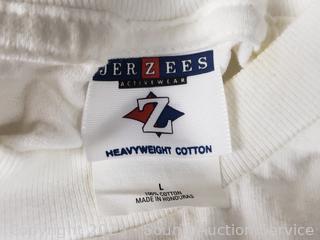 JERZEES
ACTIVEWEAR
Z
HEAVYWEIGHT COTTON
L
100% COTTON
MADE IN HONDURAS
Sound Auction Service